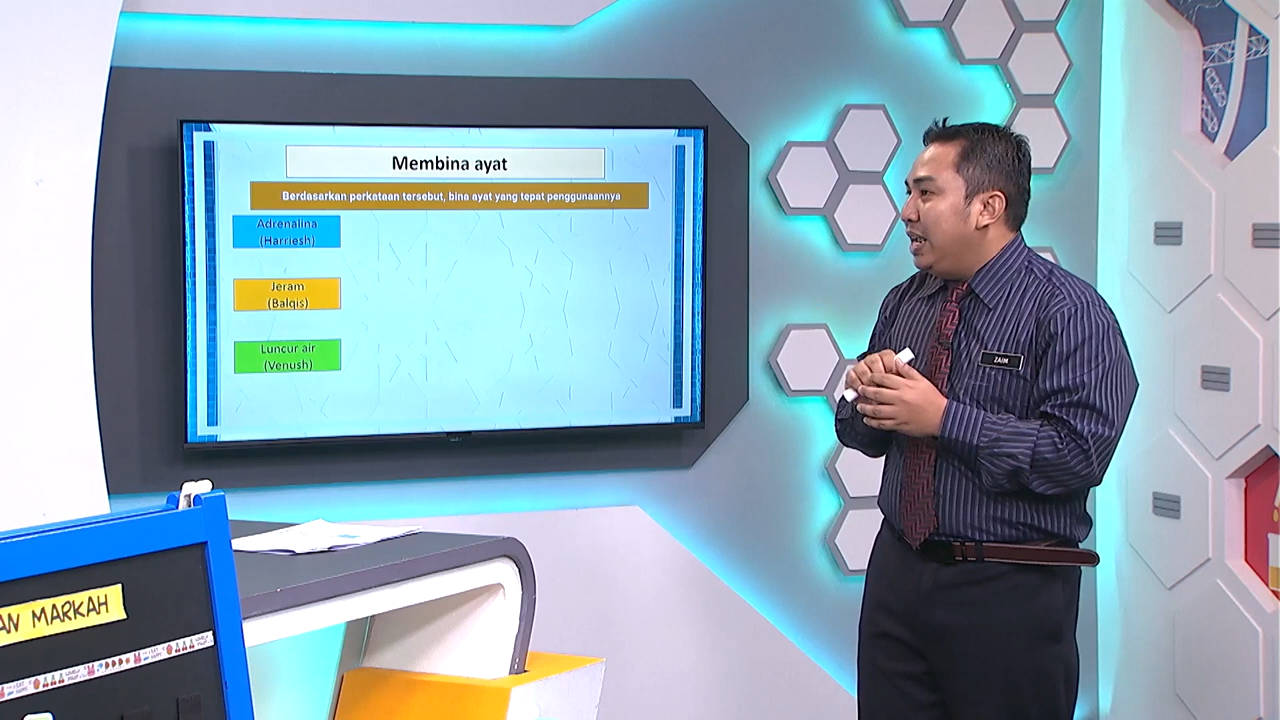 Membina ayat
Berdasarkan perkataan tersebut, bina ayat yang tepat penggunaannya
Adrenalina
(Harriesh)
Jeram
(Balqis)
Luncur air
(Venush)
ZAIM
AN MARKAH